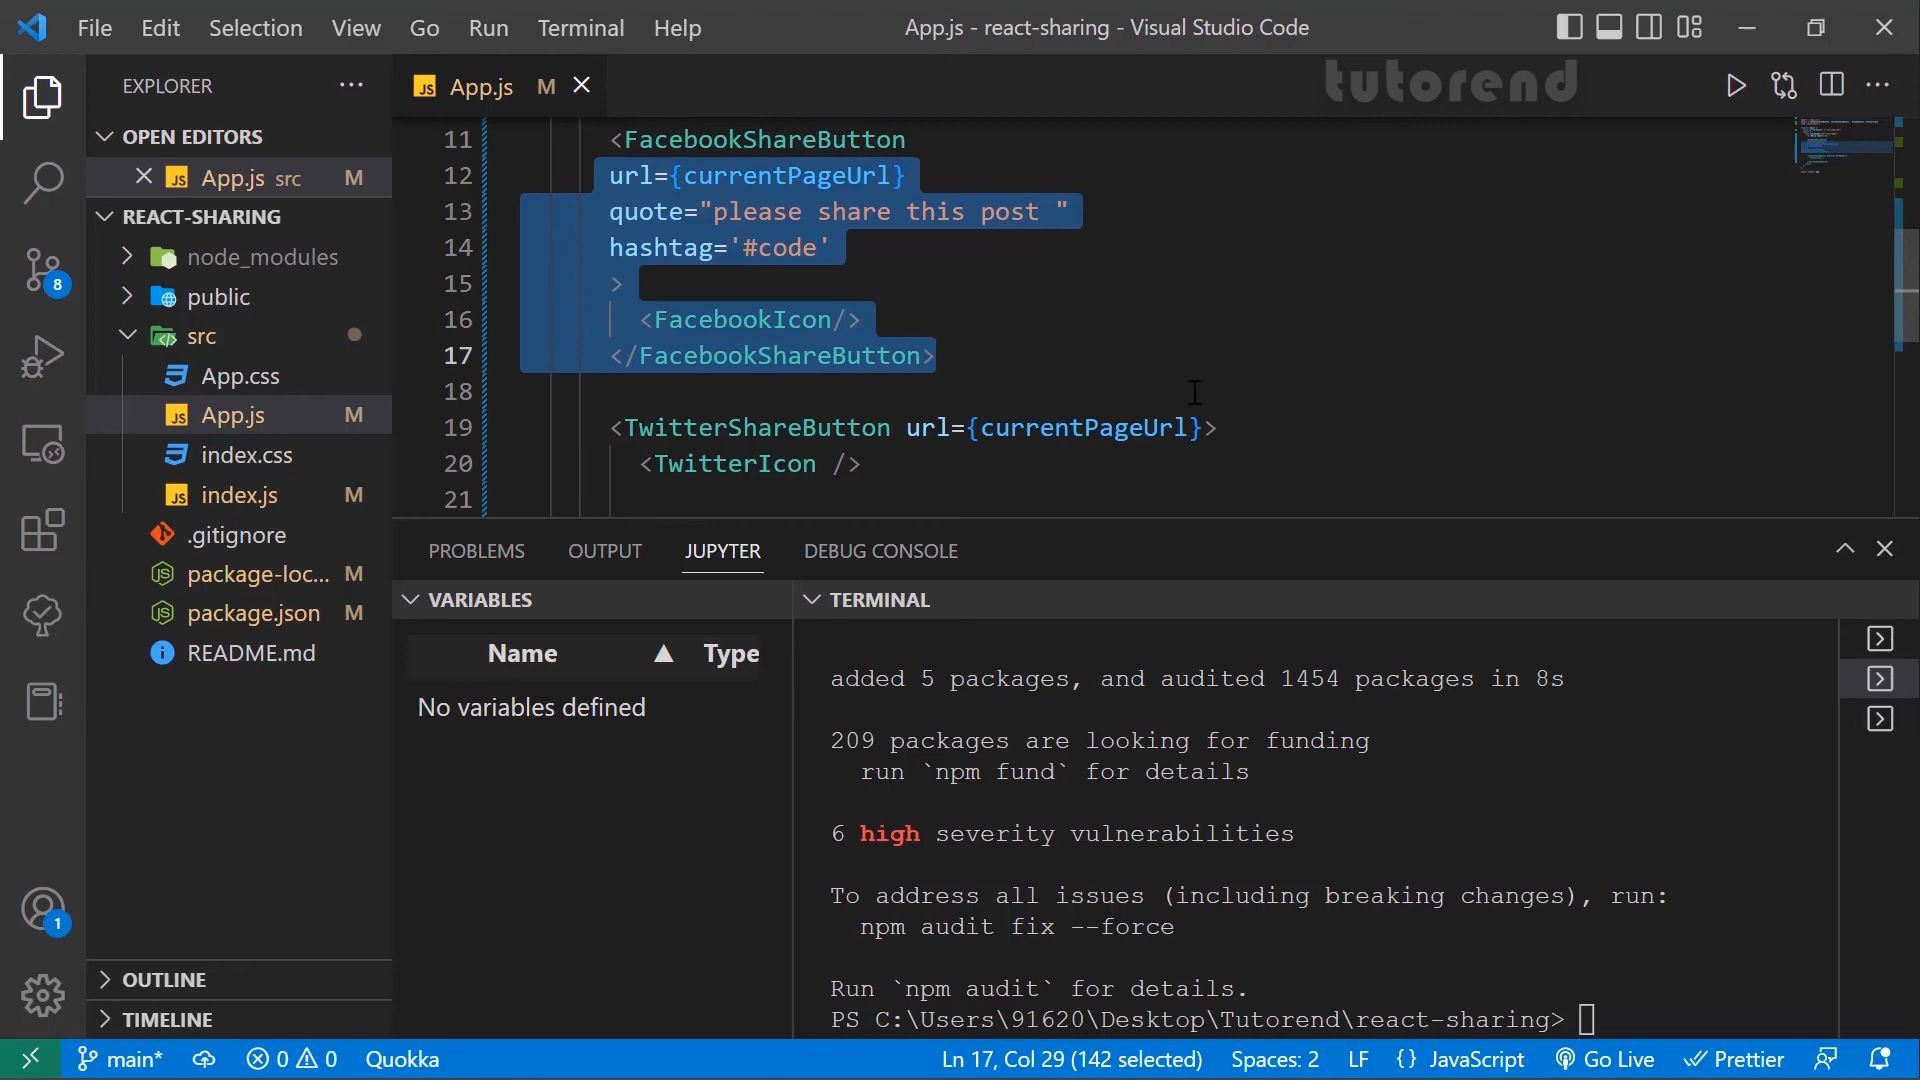 File Edit Selection View Go Run Terminal Help App.js - react-sharing - Visual Studio Code
EXPLORER
App.js M
tutorend
OPEN EDITORS
App.js src M
REACT-SHARING
node_modules
public
src
App.css
App.js M
index.css
index.js M
.gitignore
package-loc... M
package.json M
README.md
OUTLINE
TIMELINE
8
1
11 <FacebookShareButton
12 url={currentPageUrl}
13 quote="please share this post "
14 hashtag='#code'
15 >
16 <FacebookIcon/>
17 </FacebookShareButton>
18
19 <TwitterShareButton url={currentPageUrl}>
20 <TwitterIcon />
21
PROBLEMS OUTPUT JUPYTER DEBUG CONSOLE
VARIABLES
Name Type
No variables defined
TERMINAL
added 5 packages, and audited 1454 packages in 8s
209 packages are looking for funding
run `npm fund` for details
6 high severity vulnerabilities
To address all issues (including breaking changes), run:
npm audit fix --force
Run `npm audit` for details.
PS C:\Users\91620\Desktop\Tutorend\react-sharing>
main* 0 0 Quokka Ln 17, Col 29 (142 selected) Spaces: 2 LF {} JavaScript Go Live Prettier